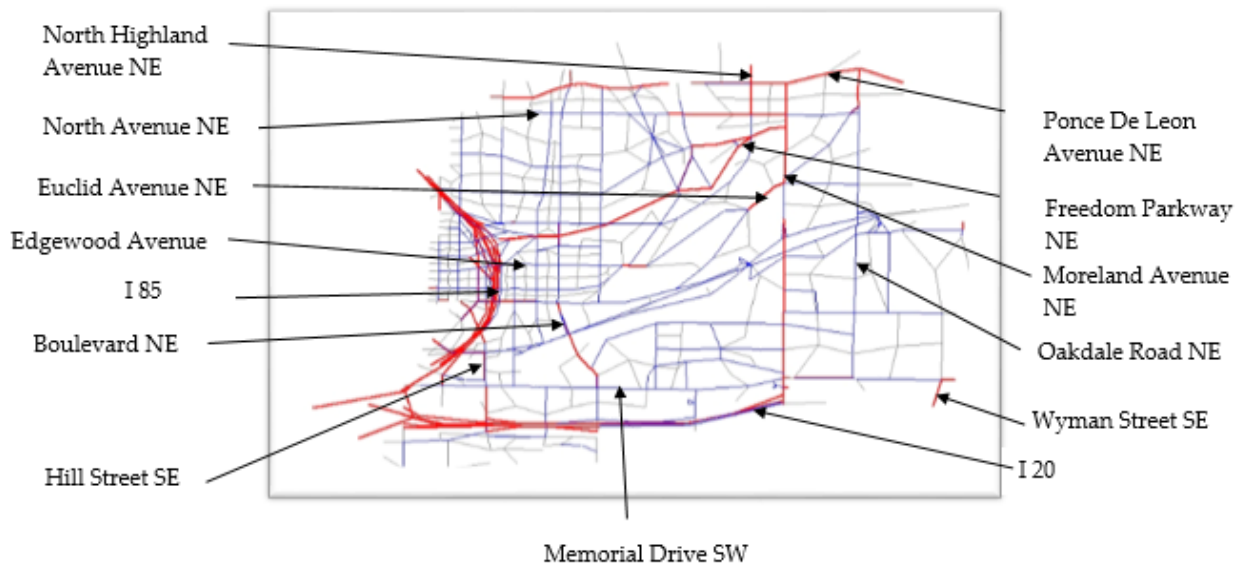 North Highland
Avenue NE
North Avenue NE
Euclid Avenue NE
Edgewood Avenue
I 85
Boulevard NE
Hill Street SE
Memorial Drive SW
Ponce De Leon
Avenue NE
Freedom Parkway
NE
Moreland Avenue
NE
Oakdale Road NE
Wyman Street SE
I 20